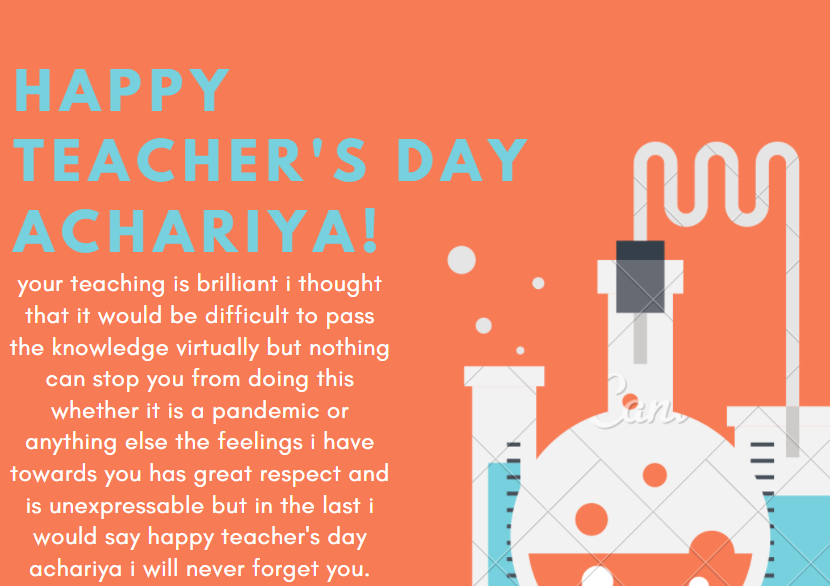 HAPPY
TEACHER'S DAY
ACHARIYA!
your teaching is brilliant i thought
that it would be difficult to pass
the knowledge virtually but nothing
can stop you from doing this
whether it is a pandemic or
anything else the feelings i have
towards you has great respect and
is unexpressable but in the last i
would say happy teacher's day
achariya i will never forget you.